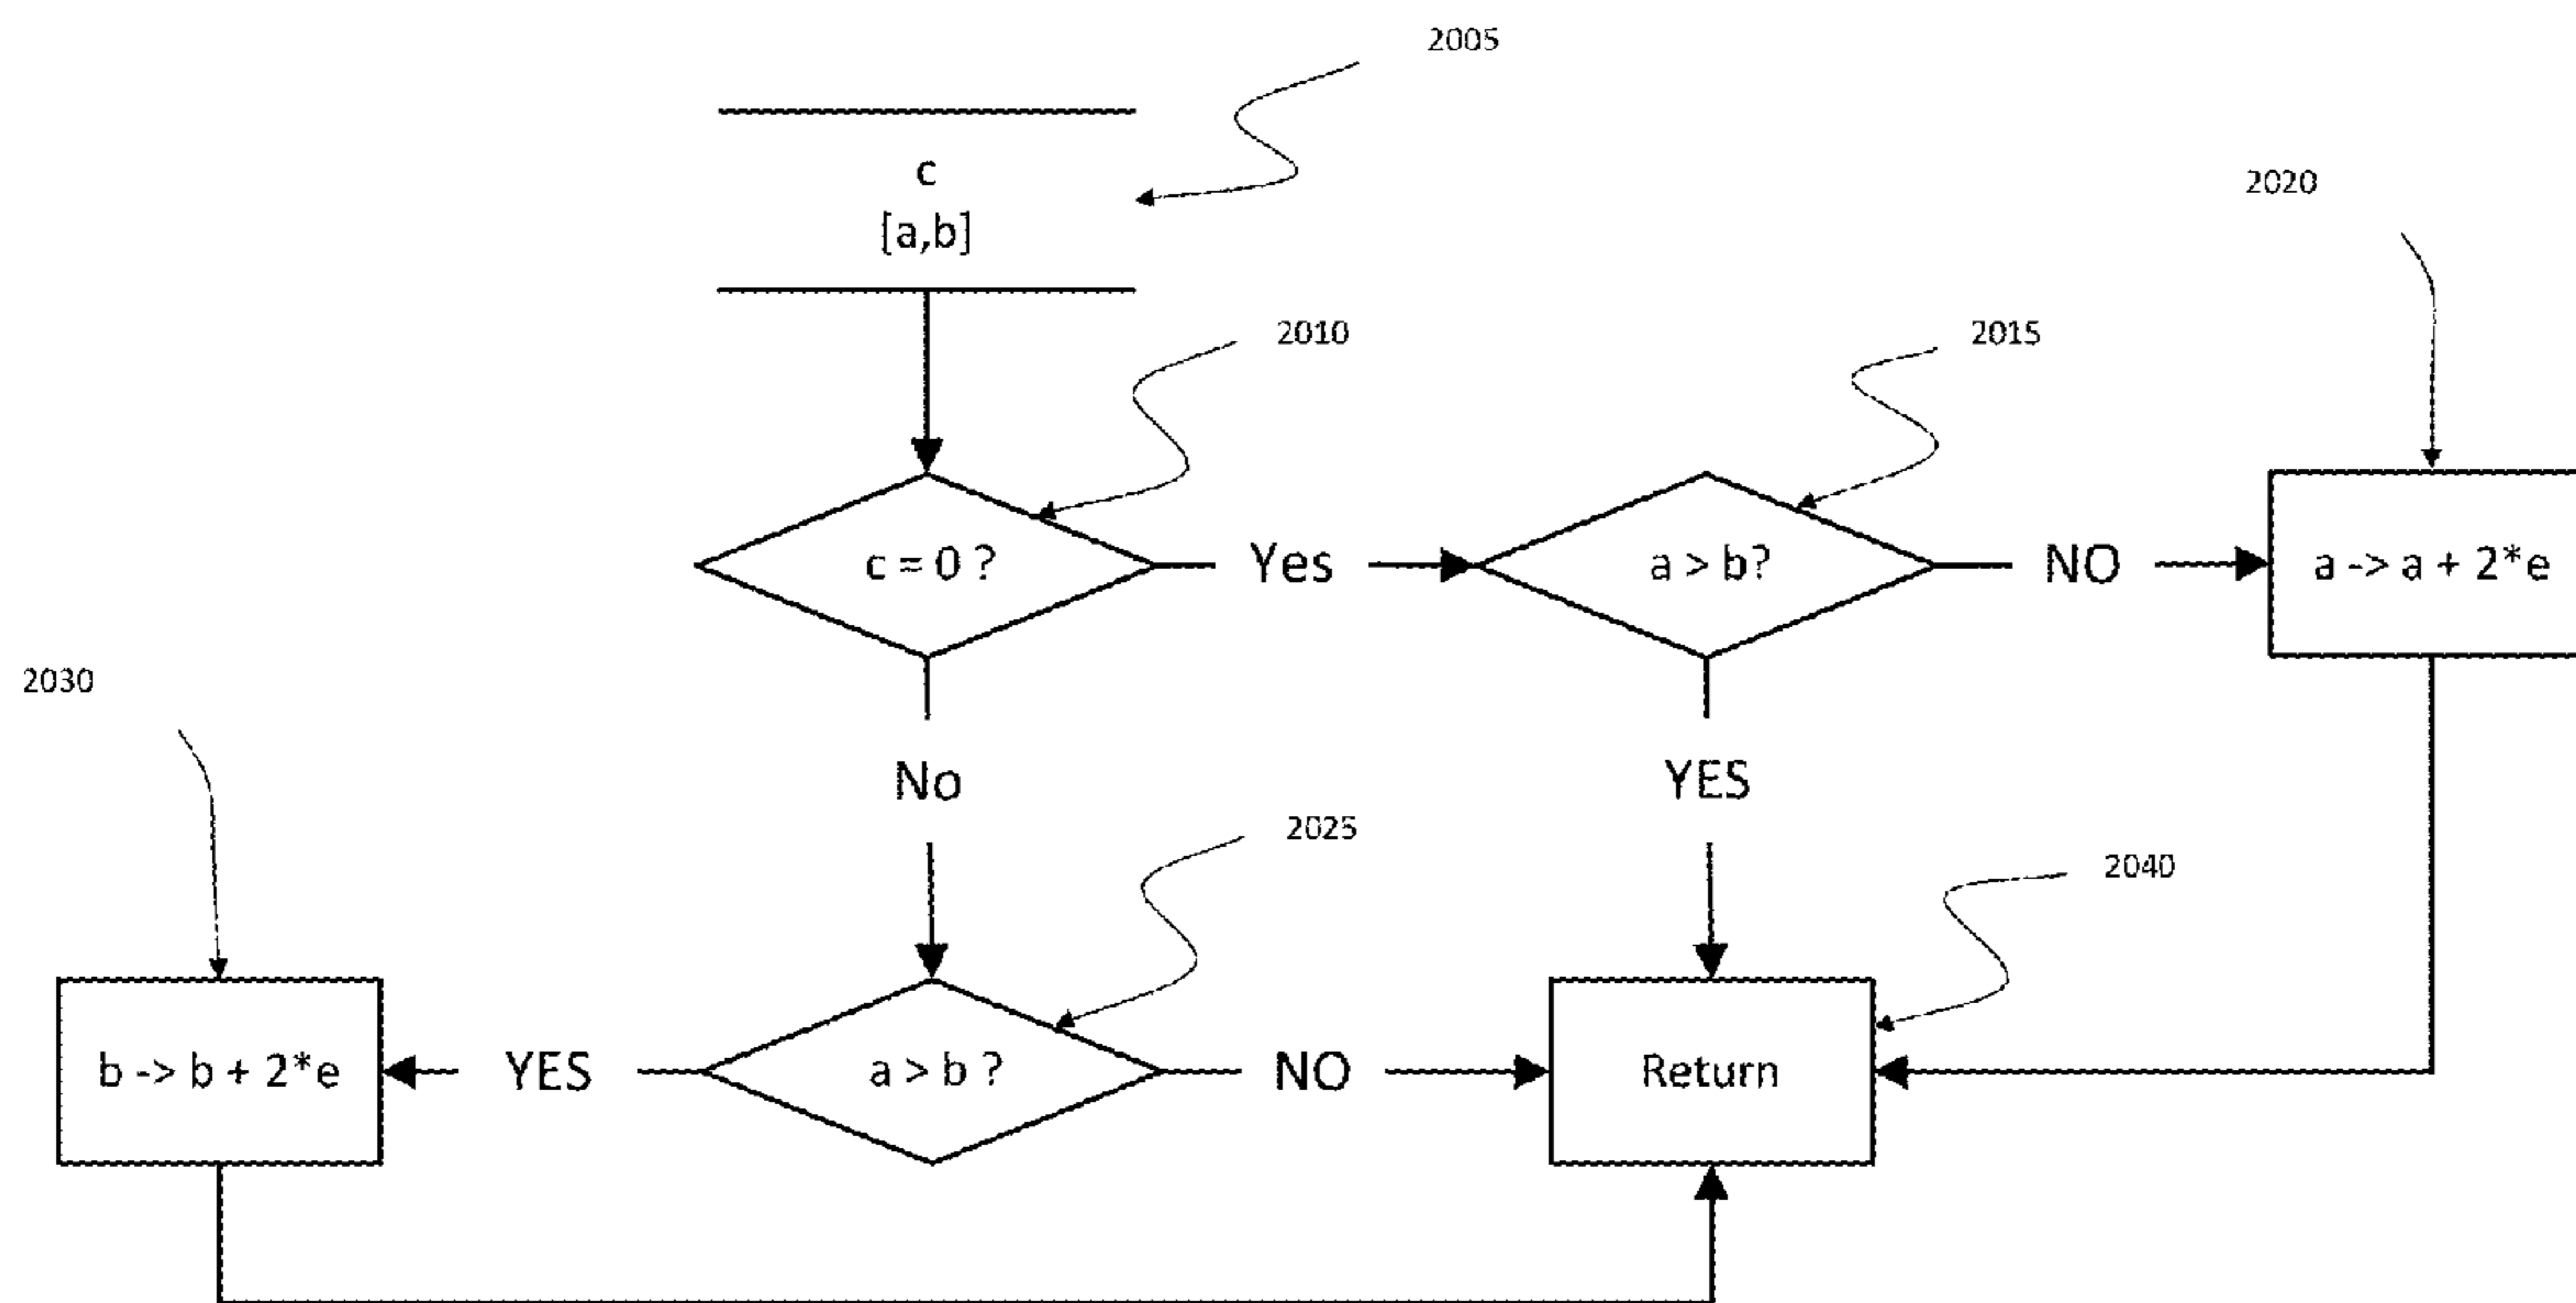 2005
c
[a,b]
2020
2010
2015
c = 0 ?
Yes
a > b?
NO
a -> a + 2*e
2030
No
YES
2025
2040
b -> b + 2*e
YES
a > b ?
NO
Return